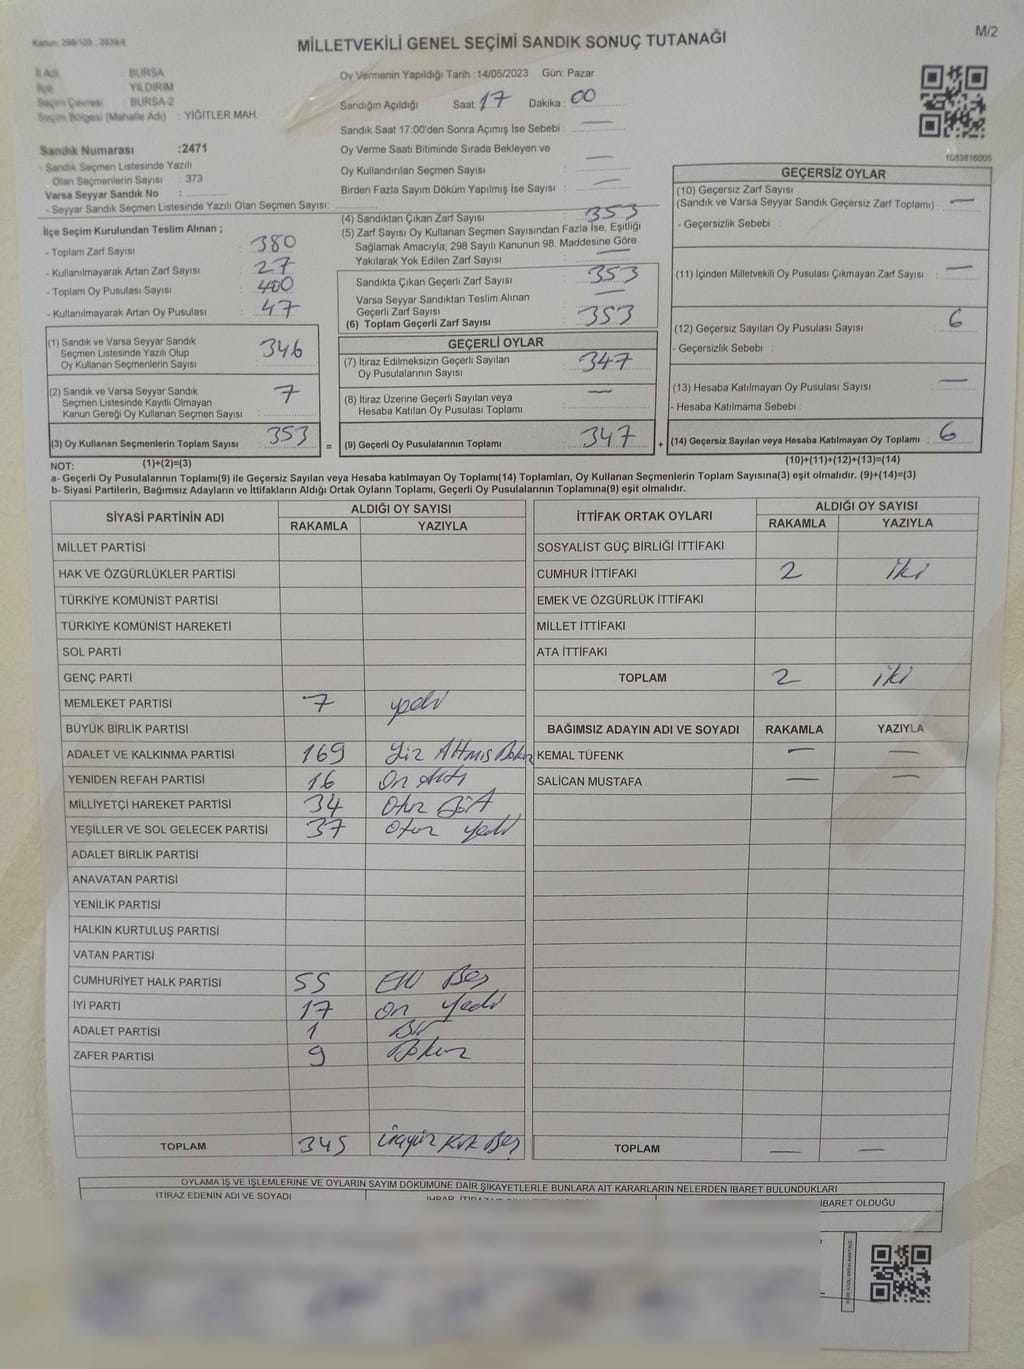 M/2
MİLLETVEKİLİ GENEL SEÇİMİ SANDIK SONUÇ TUTANAĞI
Kanun: 298/105 , 2839/4
İl Adı : BURSA
İlçe : YILDIRIM
Seçim Çevresi : BURSA-2
Seçim Bölgesi (Mahalle Adı) : YİĞİTLER MAH.
Sandık Numarası :2471
- Sandık Seçmen Listesinde Yazılı
Olan Seçmenlerin Sayısı : 373
Varsa Seyyar Sandık No :
- Seyyar Sandık Seçmen Listesinde Yazılı Olan Seçmen Sayısı:
Oy Vermenin Yapıldığı Tarih :14/05/2023 Gün: Pazar
Sandığın Açıldığı Saat: 17 Dakika : 00
Sandık Saat 17:00'den Sonra Açımış İse Sebebi : —
Oy Verme Saati Bitiminde Sırada Bekleyen ve
Oy Kullandırılan Seçmen Sayısı : —
Birden Fazla Sayım Döküm Yapılmış İse Sayısı : —
İlçe Seçim Kurulundan Teslim Alınan ;
- Toplam Zarf Sayısı : 380
- Kullanılmayarak Artan Zarf Sayısı : 27
- Toplam Oy Pusulası Sayısı : 400
- Kullanılmayarak Artan Oy Pusulası : 47
(1) Sandık ve Varsa Seyyar Sandık
Seçmen Listesinde Yazılı Olup
Oy Kullanan Seçmenlerin Sayısı : 346
(2) Sandık ve Varsa Seyyar Sandık
Seçmen Listesinde Kayıtlı Olmayan
Kanun Gereği Oy Kullanan Seçmen Sayısı : 7
(3) Oy Kullanan Seçmenlerin Toplam Sayısı : 353 =
(4) Sandıktan Çıkan Zarf Sayısı : 353
(5) Zarf Sayısı Oy Kullanan Seçmen Sayısından Fazla İse, Eşitliği
Sağlamak Amacıyla, 298 Sayılı Kanunun 98. Maddesine Göre
Yakılarak Yok Edilen Zarf Sayısı : —
Sandıkta Çıkan Geçerli Zarf Sayısı : 353
Varsa Seyyar Sandıktan Teslim Alınan
Geçerli Zarf Sayısı : —
(6) Toplam Geçerli Zarf Sayısı : 353
GEÇERLİ OYLAR
(7) İtiraz Edilmeksizin Geçerli Sayılan
Oy Pusulalarının Sayısı : 347
(8) İtiraz Üzerine Geçerli Sayılan veya
Hesaba Katılan Oy Pusulası Toplamı : —
(9) Geçerli Oy Pusulalarının Toplamı : 347 +
1083816005
GEÇERSİZ OYLAR
(10) Geçersiz Zarf Sayısı
(Sandık ve Varsa Seyyar Sandık Geçersiz Zarf Toplamı) : —
- Geçersizlik Sebebi :
(11) İçinden Milletvekili Oy Pusulası Çıkmayan Zarf Sayısı : —
(12) Geçersiz Sayılan Oy Pusulası Sayısı : 6
- Geçersizlik Sebebi :
(13) Hesaba Katılmayan Oy Pusulası Sayısı : —
- Hesaba Katılmama Sebebi :
(14) Geçersiz Sayılan veya Hesaba Katılmayan Oy Toplamı : 6
NOT: (1)+(2)=(3) (10)+(11)+(12)+(13)=(14)
a- Geçerli Oy Pusulalarının Toplamı(9) ile Geçersiz Sayılan veya Hesaba katılmayan Oy Toplamı(14) Toplamları, Oy Kullanan Seçmenlerin Toplam Sayısına(3) eşit olmalıdır. (9)+(14)=(3)
b- Siyasi Partilerin, Bağımsız Adayların ve İttifakların Aldığı Ortak Oyların Toplamı, Geçerli Oy Pusulalarının Toplamına(9) eşit olmalıdır.
SİYASİ PARTİNİN ADI ALDIĞI OY SAYISI
RAKAMLA YAZIYLA
MİLLET PARTİSİ
HAK VE ÖZGÜRLÜKLER PARTİSİ
TÜRKİYE KOMÜNİST PARTİSİ
TÜRKİYE KOMÜNİST HAREKETİ
SOL PARTİ
GENÇ PARTİ
MEMLEKET PARTİSİ 7 yedi
BÜYÜK BİRLİK PARTİSİ
ADALET VE KALKINMA PARTİSİ 169 Yüz Altmış Dokuz
YENİDEN REFAH PARTİSİ 16 On Altı
MİLLİYETÇİ HAREKET PARTİSİ 34 Otuz Dört
YEŞİLLER VE SOL GELECEK PARTİSİ 37 Otuz yedi
ADALET BİRLİK PARTİSİ
ANAVATAN PARTİSİ
YENİLİK PARTİSİ
HALKIN KURTULUŞ PARTİSİ
VATAN PARTİSİ
CUMHURİYET HALK PARTİSİ 55 Elli Beş
İYİ PARTİ 17 On Yedi
ADALET PARTİSİ 1 Bir
ZAFER PARTİSİ 9 Dokuz
TOPLAM 345 Üçyüz Kırk Beş
İTTİFAK ORTAK OYLARI ALDIĞI OY SAYISI
RAKAMLA YAZIYLA
SOSYALİST GÜÇ BİRLİĞİ İTTİFAKI
CUMHUR İTTİFAKI 2 iki
EMEK VE ÖZGÜRLÜK İTTİFAKI
MİLLET İTTİFAKI
ATA İTTİFAKI
TOPLAM 2 iki
BAĞIMSIZ ADAYIN ADI VE SOYADI RAKAMLA YAZIYLA
KEMAL TÜFENK — —
SALİCAN MUSTAFA — —
TOPLAM — —
OYLAMA İŞ VE İŞLEMLERİNE VE OYLARIN SAYIM DÖKÜMÜNE DAİR ŞİKAYETLERLE BUNLARA AİT KARARLARIN NELERDEN İBARET BULUNDUKLARI
İTİRAZ EDENİN ADI VE SOYADI
İBARET OLDUĞU